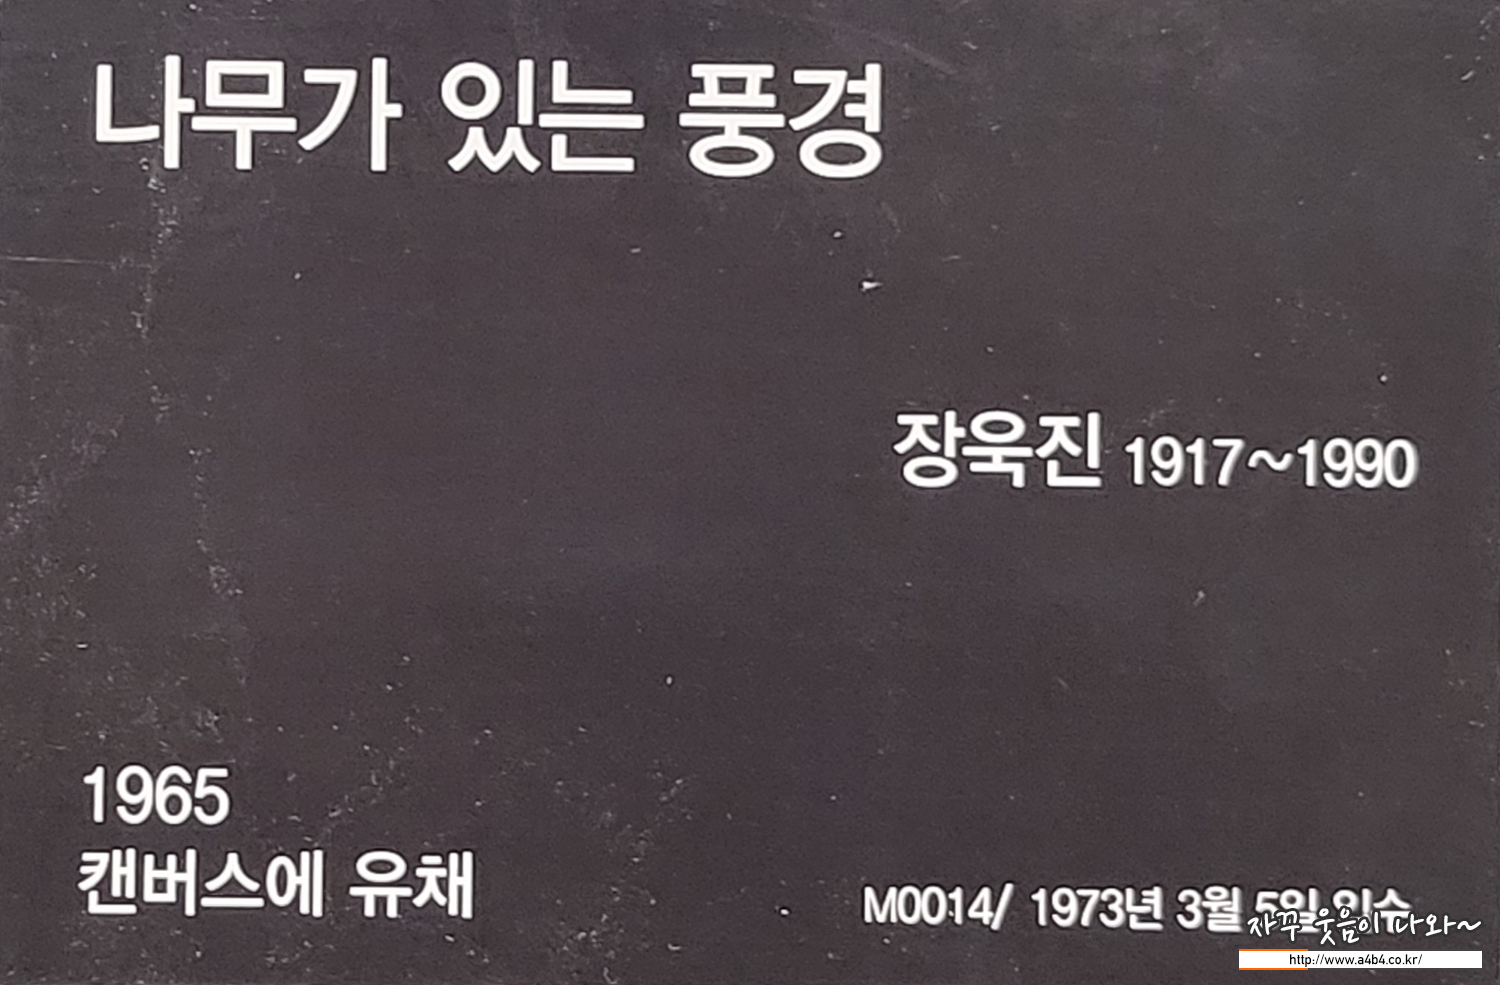 나무가 있는 풍경
장욱진 1917~1990
1965
캔버스에 유채
M0014/ 1973년 3월 5일 인수
자꾸 웃음이 나와~
http://www.a4b4.co.kr/